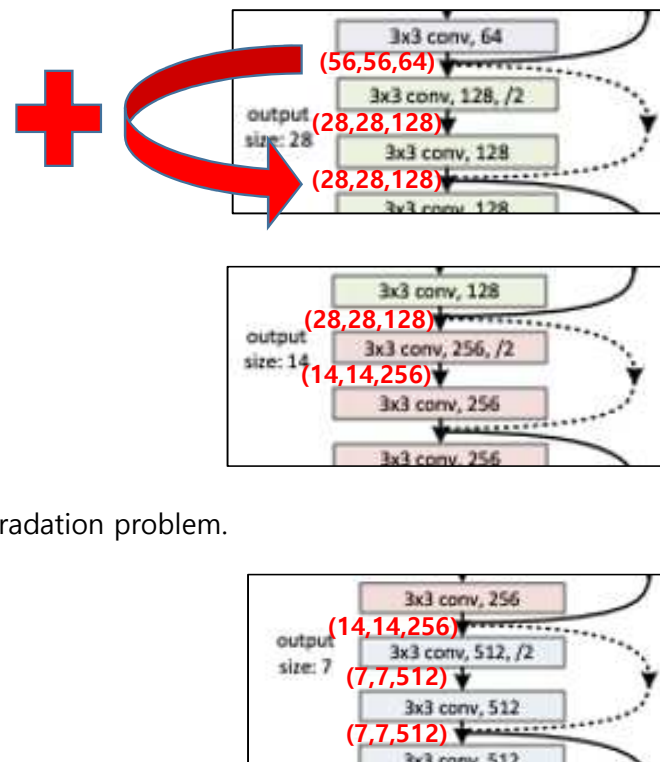 3x3 conv, 64
(56,56,64)
3x3 conv, 128, /2
output
size: 28
(28,28,128)
3x3 conv, 128
(28,28,128)
3x3 conv, 128
3x3 conv, 128
(28,28,128)
output
size: 14
3x3 conv, 256, /2
(14,14,256)
3x3 conv, 256
3x3 conv, 256
radation problem.
3x3 conv, 256
(14,14,256)
output
size: 7
3x3 conv, 512, /2
(7,7,512)
3x3 conv, 512
(7,7,512)
3x3 conv, 512